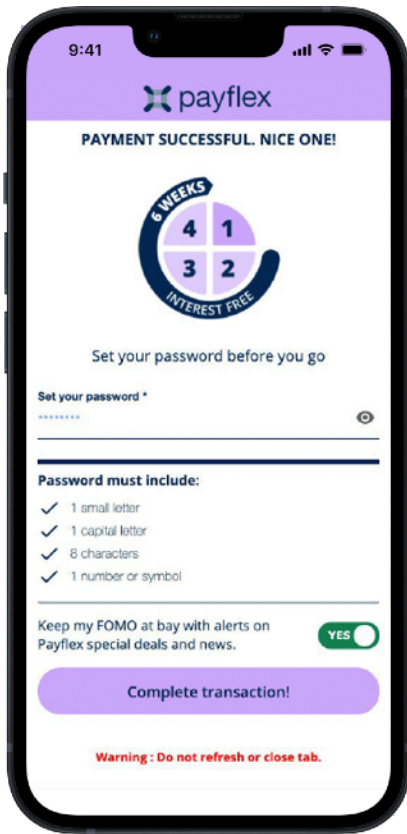 9:41
payflex
PAYMENT SUCCESSFUL. NICE ONE!
6 WEEKS
4 1
3 2
INTEREST FREE
Set your password before you go
Set your password *
********
Password must include:
1 small letter
1 capital letter
8 characters
1 number or symbol
Keep my FOMO at bay with alerts on
Payflex special deals and news.
YES
Complete transaction!
Warning : Do not refresh or close tab.